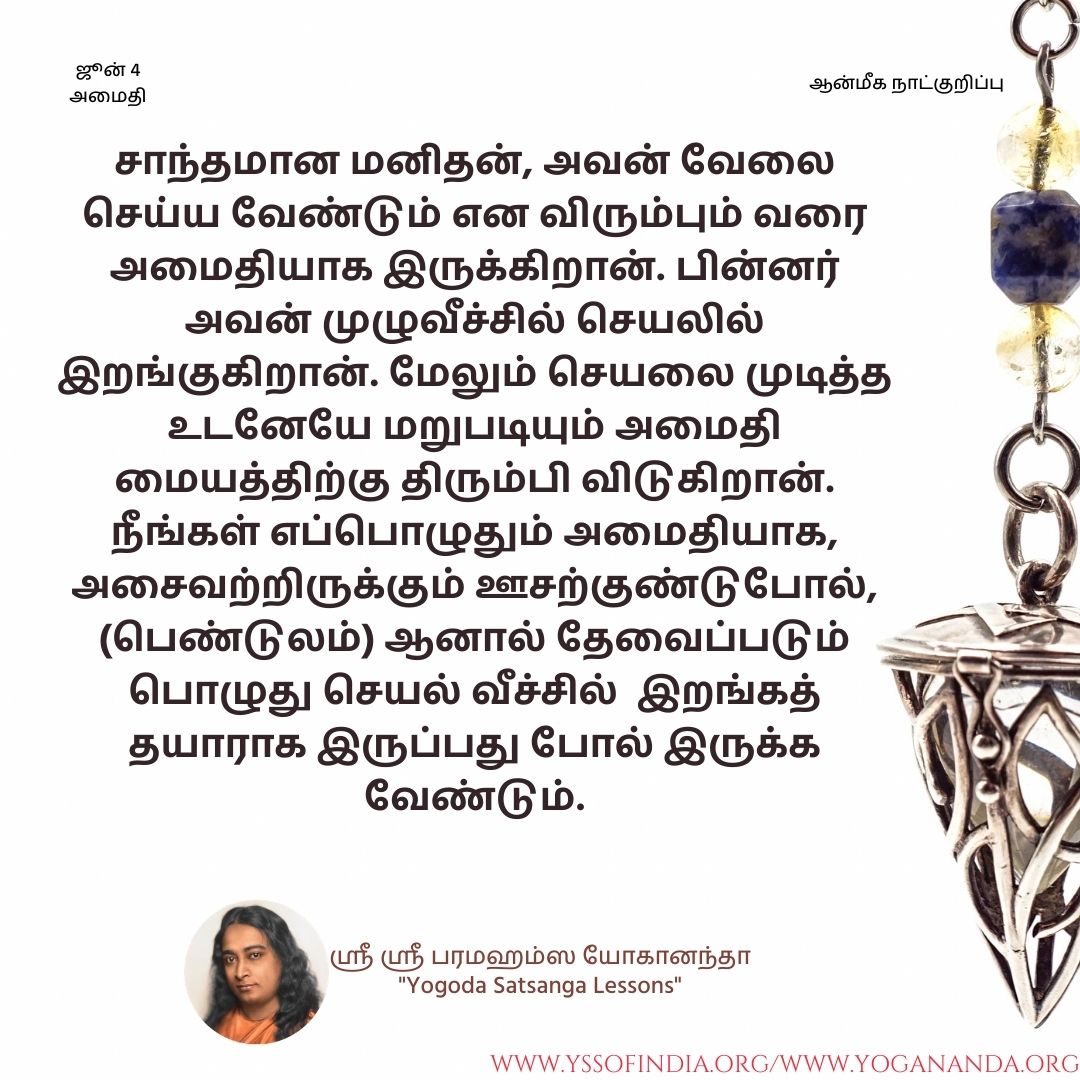 ஜூன் 4
அமைதி
ஆன்மீக நாட்குறிப்பு
சாந்தமான மனிதன், அவன் வேலை
செய்ய வேண்டும் என விரும்பும் வரை
அமைதியாக இருக்கிறான். பின்னர்
அவன் முழுவீச்சில் செயலில்
இறங்குகிறான். மேலும் செயலை முடித்த
உடனேயே மறுபடியும் அமைதி
மையத்திற்கு திரும்பி விடுகிறான்.
நீங்கள் எப்பொழுதும் அமைதியாக,
அசைவற்றிருக்கும் ஊசற்குண்டுபோல்,
(பெண்டுலம்) ஆனால் தேவைப்படும்
பொழுது செயல் வீச்சில் இறங்கத்
தயாராக இருப்பது போல் இருக்க
வேண்டும்.
ஸ்ரீ ஸ்ரீ பரமஹம்ஸ யோகானந்தா
"Yogoda Satsanga Lessons"
WWW.YSSOFINDIA.ORG/WWW.YOGANANDA.ORG